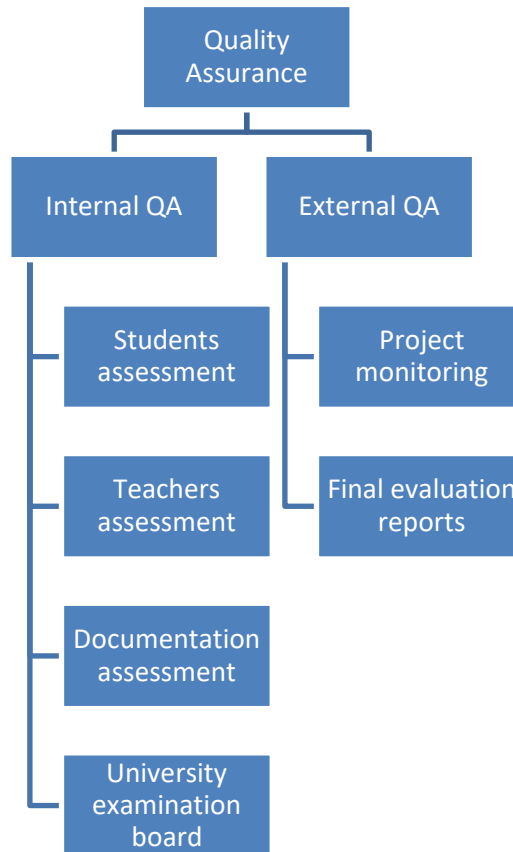 Quality
Assurance
Internal QA
External QA
Students
assessment
Project
monitoring
Teachers
assessment
Final evaluation
reports
Documentation
assessment
University
examination
board